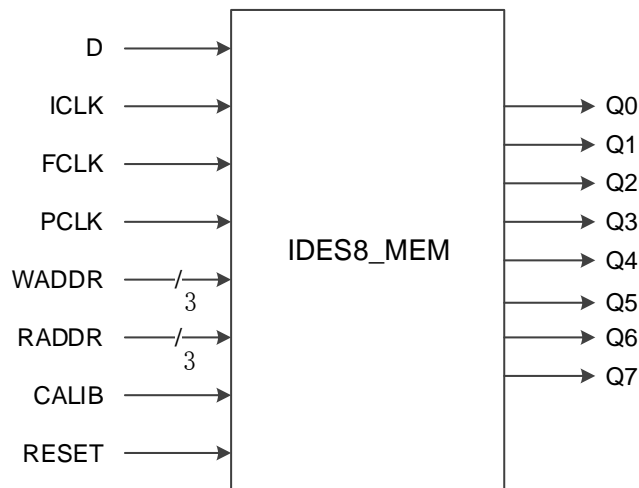 D
ICLK
FCLK
PCLK
WADDR
3
RADDR
3
CALIB
RESET
IDES8_MEM
Q0
Q1
Q2
Q3
Q4
Q5
Q6
Q7